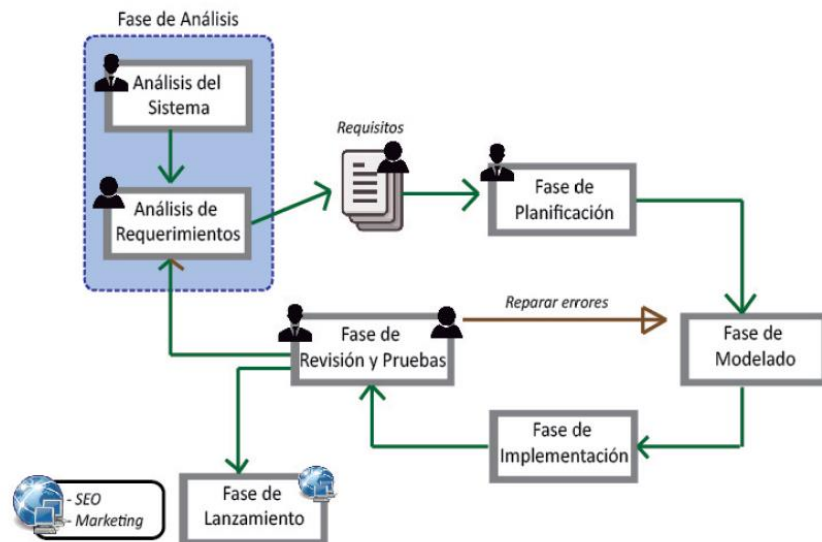 Fase de Análisis
Análisis del
Sistema
Análisis de
Requerimientos
Requisitos
Fase de
Planificación
Reparar errores
Fase de
Revisión y Pruebas
Fase de
Modelado
Fase de
Implementación
Fase de
Lanzamiento
- SEO
- Marketing